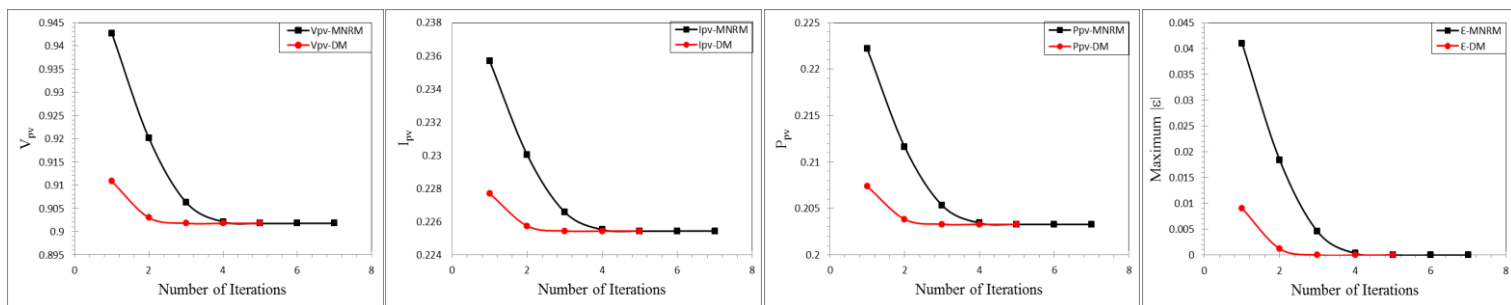 0.945
0.94
0.935
0.93
0.925
0.92
0.915
0.91
0.905
0.9
0.895
V_pv
Vpv-MNRM
Vpv-DM
0 2 4 6 8
Number of Iterations
0.238
0.236
0.234
0.232
0.23
0.228
0.226
0.224
I_pv
Ipv-MNRM
Ipv-DM
0 2 4 6 8
Number of Iterations
0.225
0.22
0.215
0.21
0.205
0.2
P_pv
Ppv-MNRM
Ppv-DM
0 2 4 6 8
Number of Iterations
0.045
0.04
0.035
0.03
0.025
0.02
0.015
0.01
0.005
0
Maximum |ε|
Ɛ-MNRM
Ɛ-DM
0 2 4 6 8
Number of Iterations